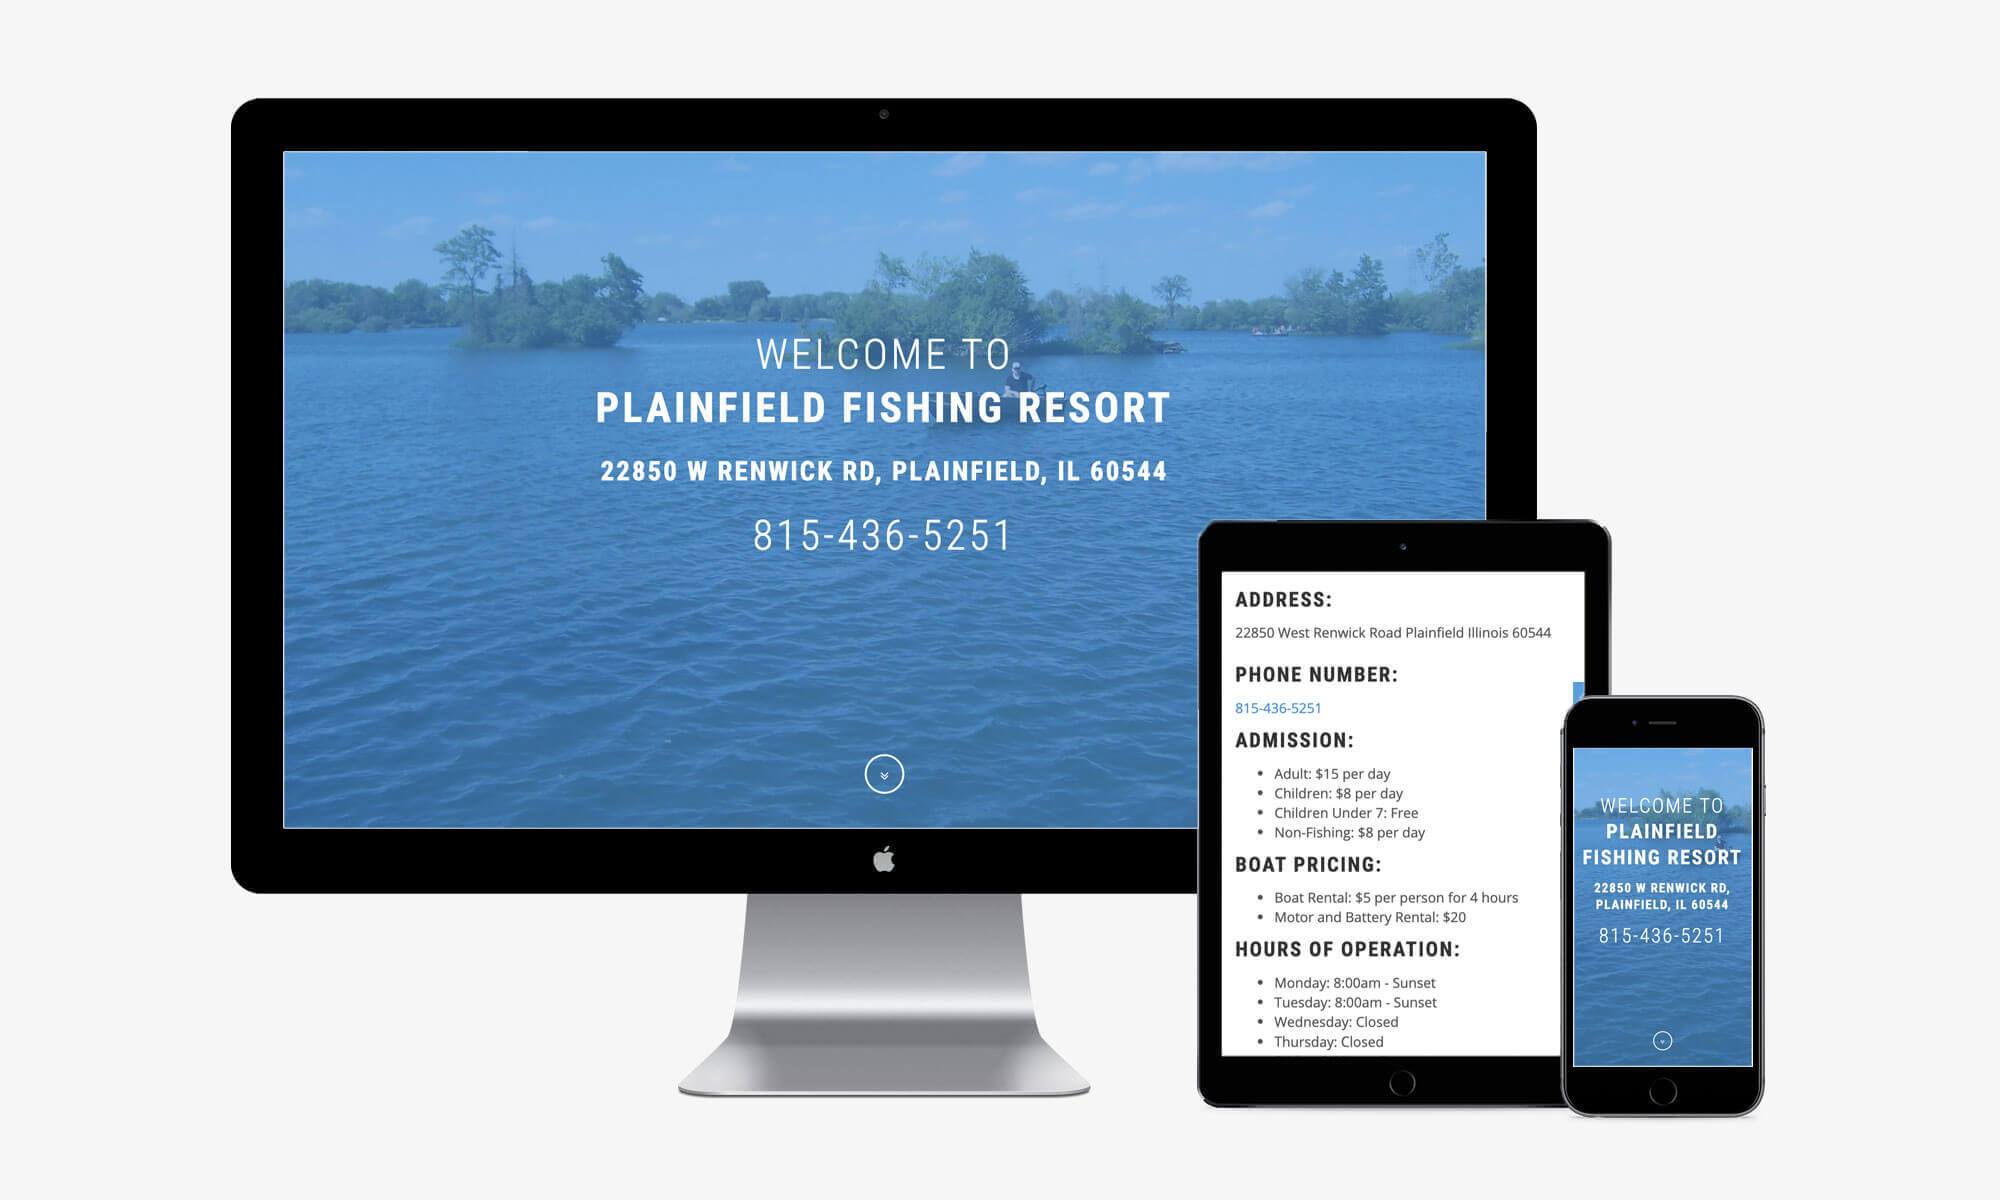 WELCOME TO
PLAINFIELD FISHING RESORT
22850 W RENWICK RD, PLAINFIELD, IL 60544
815-436-5251
ADDRESS:
22850 West Renwick Road Plainfield Illinois 60544
PHONE NUMBER:
815-436-5251
ADMISSION:
• Adult: $15 per day
• Children: $8 per day
• Children Under 7: Free
• Non-Fishing: $8 per day
BOAT PRICING:
• Boat Rental: $5 per person for 4 hours
• Motor and Battery Rental: $20
HOURS OF OPERATION:
• Monday: 8:00am - Sunset
• Tuesday: 8:00am - Sunset
• Wednesday: Closed
• Thursday: Closed
WELCOME TO
PLAINFIELD
FISHING RESORT
22850 W RENWICK RD,
PLAINFIELD, IL 60544
815-436-5251